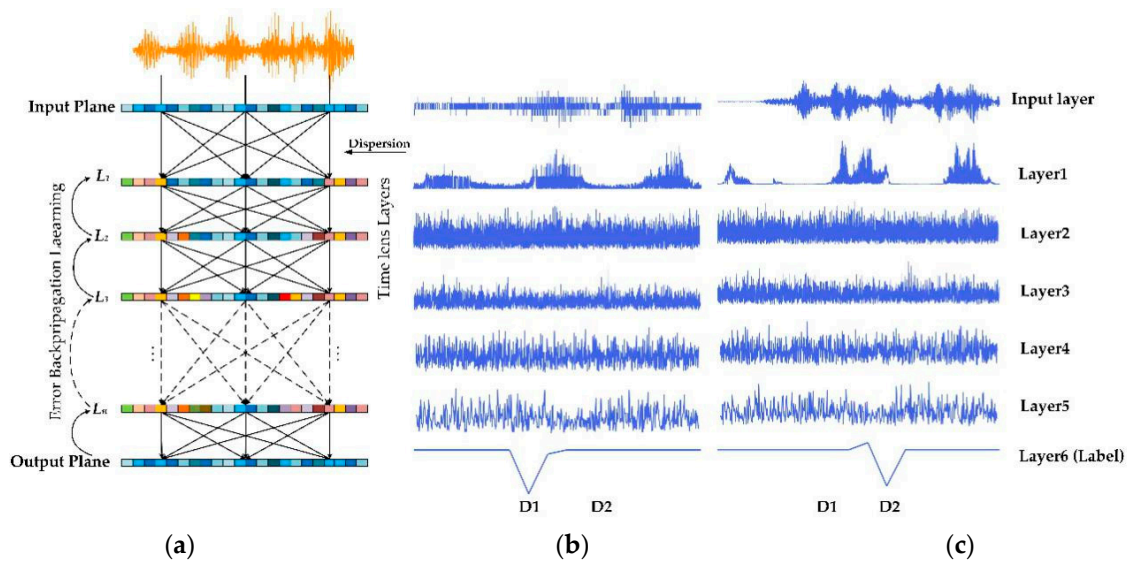 Input Plane
Dispersion
L1
L2
L3
...
...
Ln
Output Plane
Error Backpropagation Laearning
Time lens Layers
Input layer
Layer1
Layer2
Layer3
Layer4
Layer5
Layer6 (Label)
D1 D2
D1 D2
(a) (b) (c)